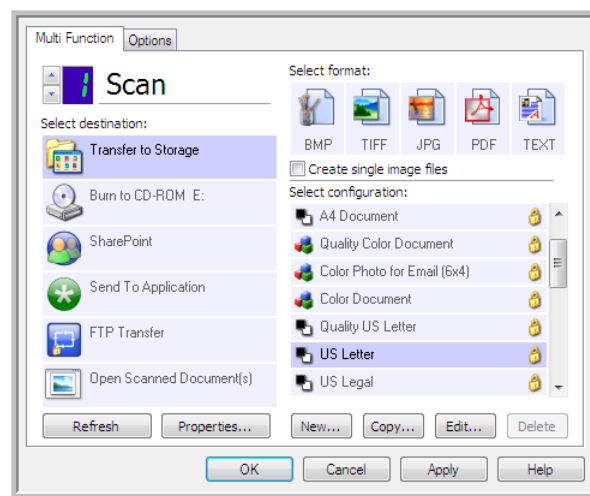 Multi Function
Options
1 Scan
Select destination:
Transfer to Storage
Burn to CD-ROM E:
SharePoint
Send To Application
FTP Transfer
Open Scanned Document(s)
Refresh
Properties...
Select format:
BMP TIFF JPG PDF TEXT
Create single image files
Select configuration:
A4 Document
Quality Color Document
Color Photo for Email (6x4)
Color Document
Quality US Letter
US Letter
US Legal
New... Copy... Edit... Delete
OK Cancel Apply Help